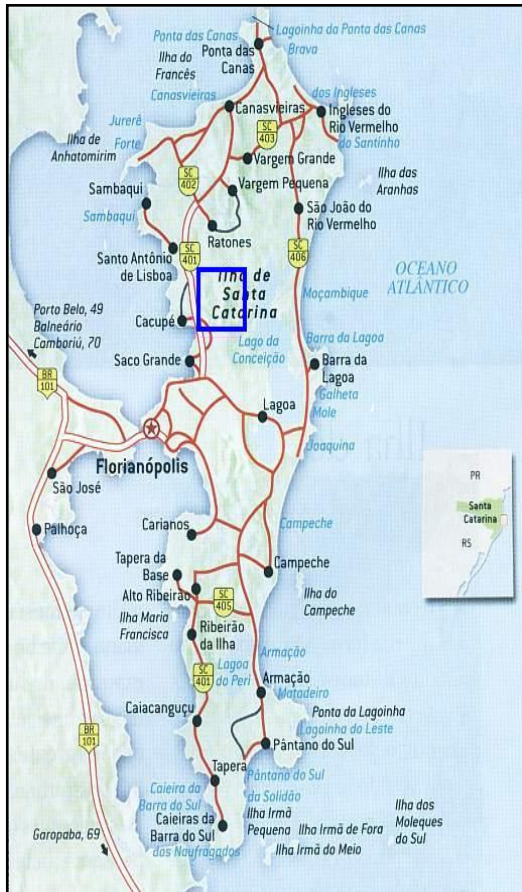 Lagoinha da Ponta das Canas
Ponta das Canas
Ponta das
Canas
Brava
Ilha do
Francês
Canasvieiras
Canasvieiras
dos Ingleses
Ingleses do
Rio Vermelho
do Santinho
Jurerê
Forte
Ilha de
Anhatomirim
SC
403
Vargem Grande
Ilha das
Aranhas
SC
402
Vargem Pequena
Sambaqui
Sambaqui
São João do
Rio Vermelho
Ratones
Santo Antônio
de Lisboa
SC
401
SC
406
OCEANO
ATLÂNTICO
Ilha de
Santa
Catarina
Moçambique
Porto Belo, 49
Balneário
Camboriú, 70
Cacupé
Lago da
Conceição
Barra da Lagoa
Saco Grande
Barra da
Lagoa
BR
101
Galheta
Mole
Lagoa
Joaquina
Florianópolis
São José
PR
Santa
Catarina
RS
Palhoça
Carianos
Campeche
Tapera da
Base
Campeche
Alto Ribeirão
Ilha do
Campeche
SC
405
Ilha Maria
Francisca
Ribeirão
da Ilha
Armação
Lagoa
do Peri
SC
401
Armação
Matadeiro
Caiacanguçu
Ponta da Lagoinha
Lagoinha do Leste
BR
101
Pântano do Sul
Tapera
Pântano do Sul
Caieira da
Barra do Sul
da Solidão
Caieiras da
Barra do Sul
Ilha Irmã
Pequena
Ilha Irmã de Fora
Ilha dos
Moleques
do Sul
Garopaba, 69
dos Naufragados
Ilha Irmã do Meio